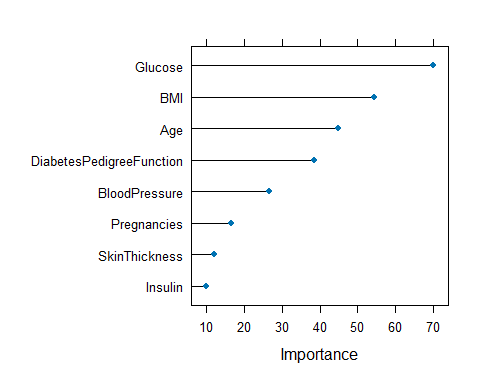 Glucose
BMI
Age
DiabetesPedigreeFunction
BloodPressure
Pregnancies
SkinThickness
Insulin
10 20 30 40 50 60 70
Importance